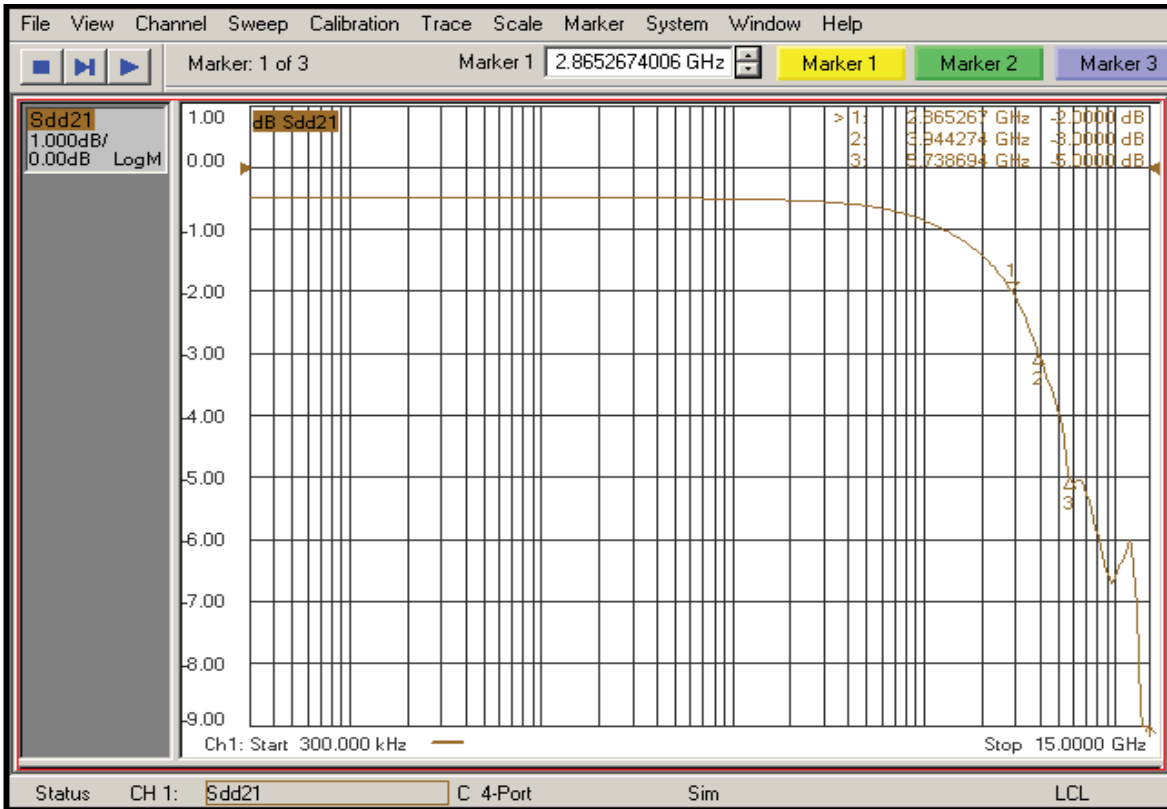 File View Channel Sweep Calibration Trace Scale Marker System Window Help
Marker: 1 of 3 Marker 1 2.8652674006 GHz Marker 1 Marker 2 Marker 3
Sdd21
1.000dB/
0.00dB LogM
dB Sdd21
> 1: 2.865267 GHz -2.0000 dB
2: 3.944274 GHz -3.0000 dB
3: 5.738694 GHz -5.0000 dB
1.00
0.00
-1.00
-2.00
-3.00
-4.00
-5.00
-6.00
-7.00
-8.00
-9.00
1
2
3
Ch1: Start 300.000 kHz Stop 15.0000 GHz
Status CH 1: Sdd21 C 4-Port Sim LCL